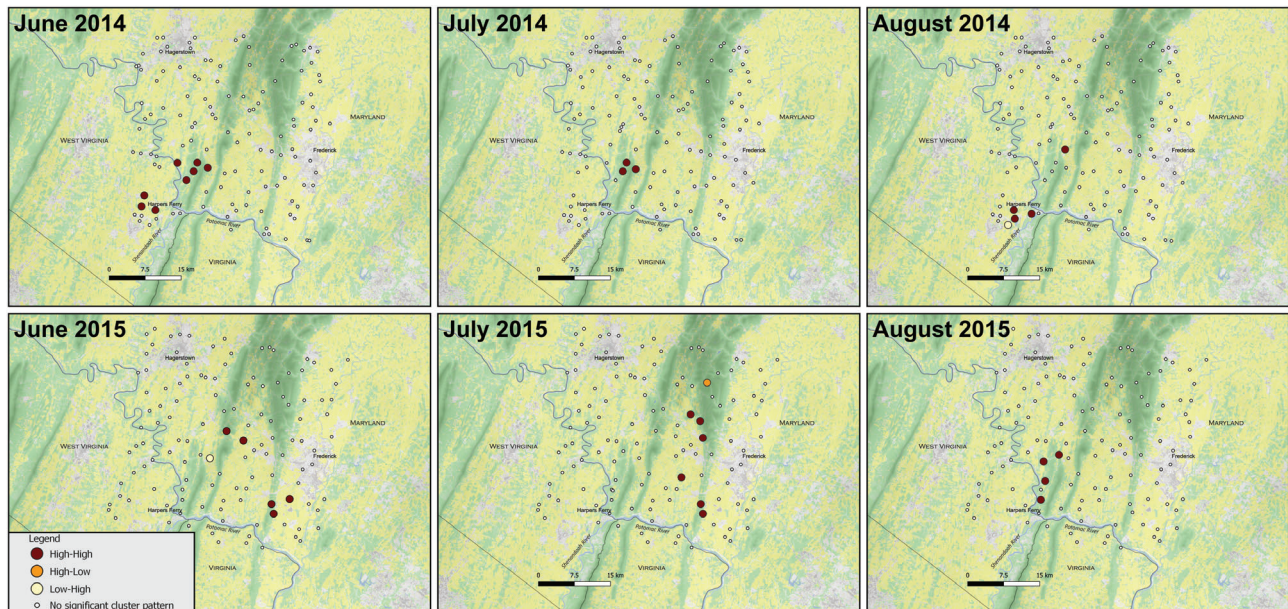 June 2014
Hagerstown
MARYLAND
WEST VIRGINIA
Frederick
Harpers Ferry
Potomac River
Shenandoah River
VIRGINIA
0 7.5 15 km
July 2014
Hagerstown
MARYLAND
WEST VIRGINIA
Frederick
Harpers Ferry
Potomac River
Shenandoah River
VIRGINIA
0 7.5 15 km
August 2014
Hagerstown
MARYLAND
WEST VIRGINIA
Frederick
Harpers Ferry
Potomac River
Shenandoah River
VIRGINIA
0 7.5 15 km
June 2015
Hagerstown
MARYLAND
WEST VIRGINIA
Frederick
Harpers Ferry
Potomac River
VIRGINIA
Legend
High-High
High-Low
Low-High
No significant cluster pattern
July 2015
Hagerstown
MARYLAND
WEST VIRGINIA
Frederick
Harpers Ferry
Potomac River
Shenandoah River
VIRGINIA
0 7.5 15 km
August 2015
Hagerstown
MARYLAND
WEST VIRGINIA
Frederick
Harpers Ferry
Potomac River
Shenandoah River
VIRGINIA
0 7.5 15 km